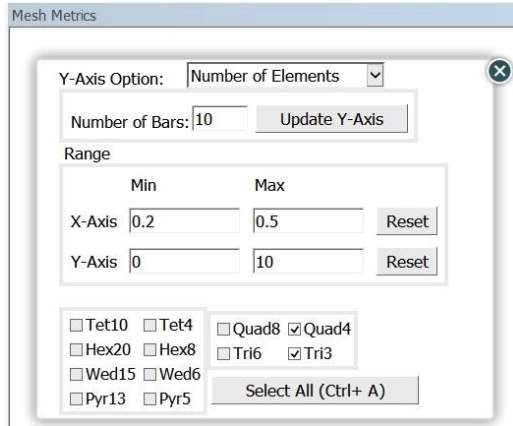 Mesh Metrics
Y-Axis Option: Number of Elements
Number of Bars: 10 Update Y-Axis
Range
Min Max
X-Axis 0.2 0.5 Reset
Y-Axis 0 10 Reset
Tet10 Tet4 Quad8 Quad4
Hex20 Hex8 Tri6 Tri3
Wed15 Wed6
Pyr13 Pyr5 Select All (Ctrl+ A)